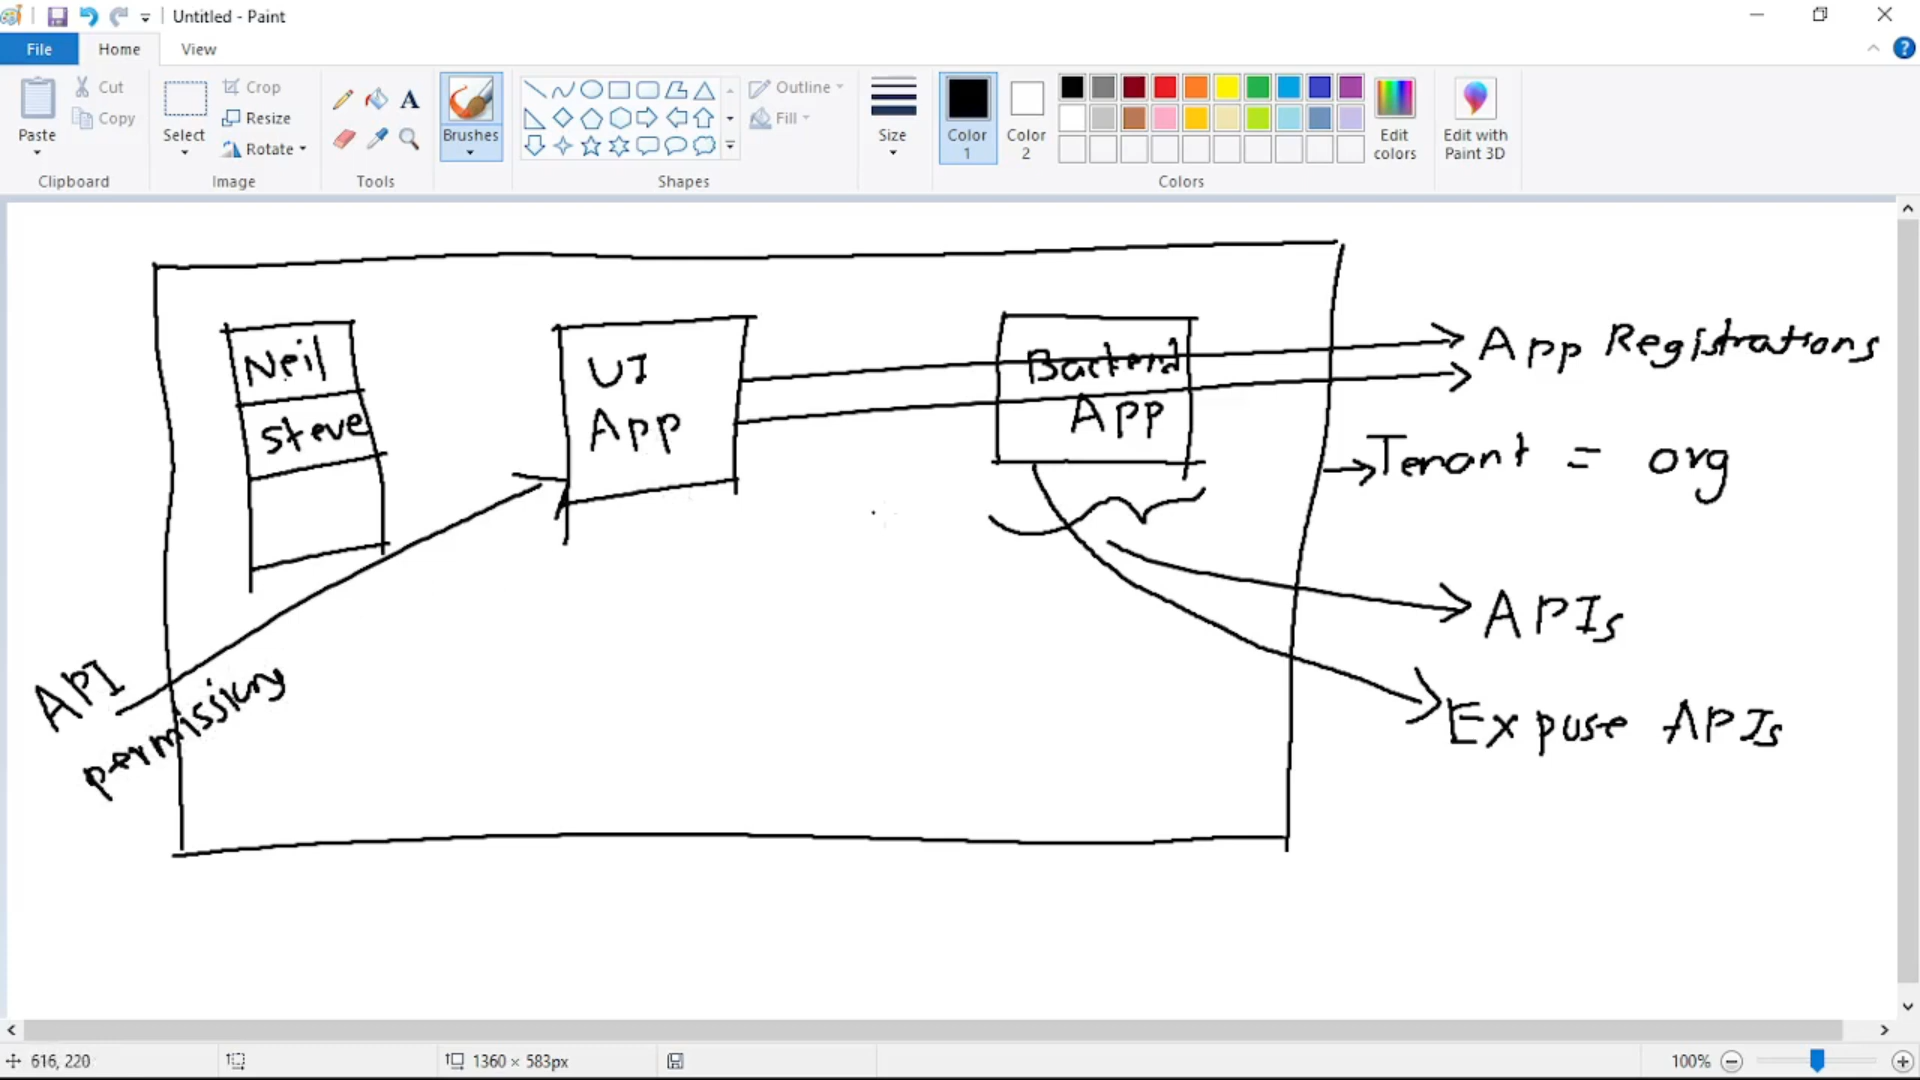 Untitled - Paint
File
Home
View
Paste
Cut
Copy
Clipboard
Select
Crop
Resize
Rotate
Image
A
Tools
Brushes
Shapes
Outline
Fill
Size
Color
1
Color
2
Edit
colors
Edit with
Paint 3D
Colors
Neil
Steve
UI
App
Backend
App
App Registrations
Tenant = org
APIs
Expose APIs
API
permissions
616, 220
1360 × 583px
100%